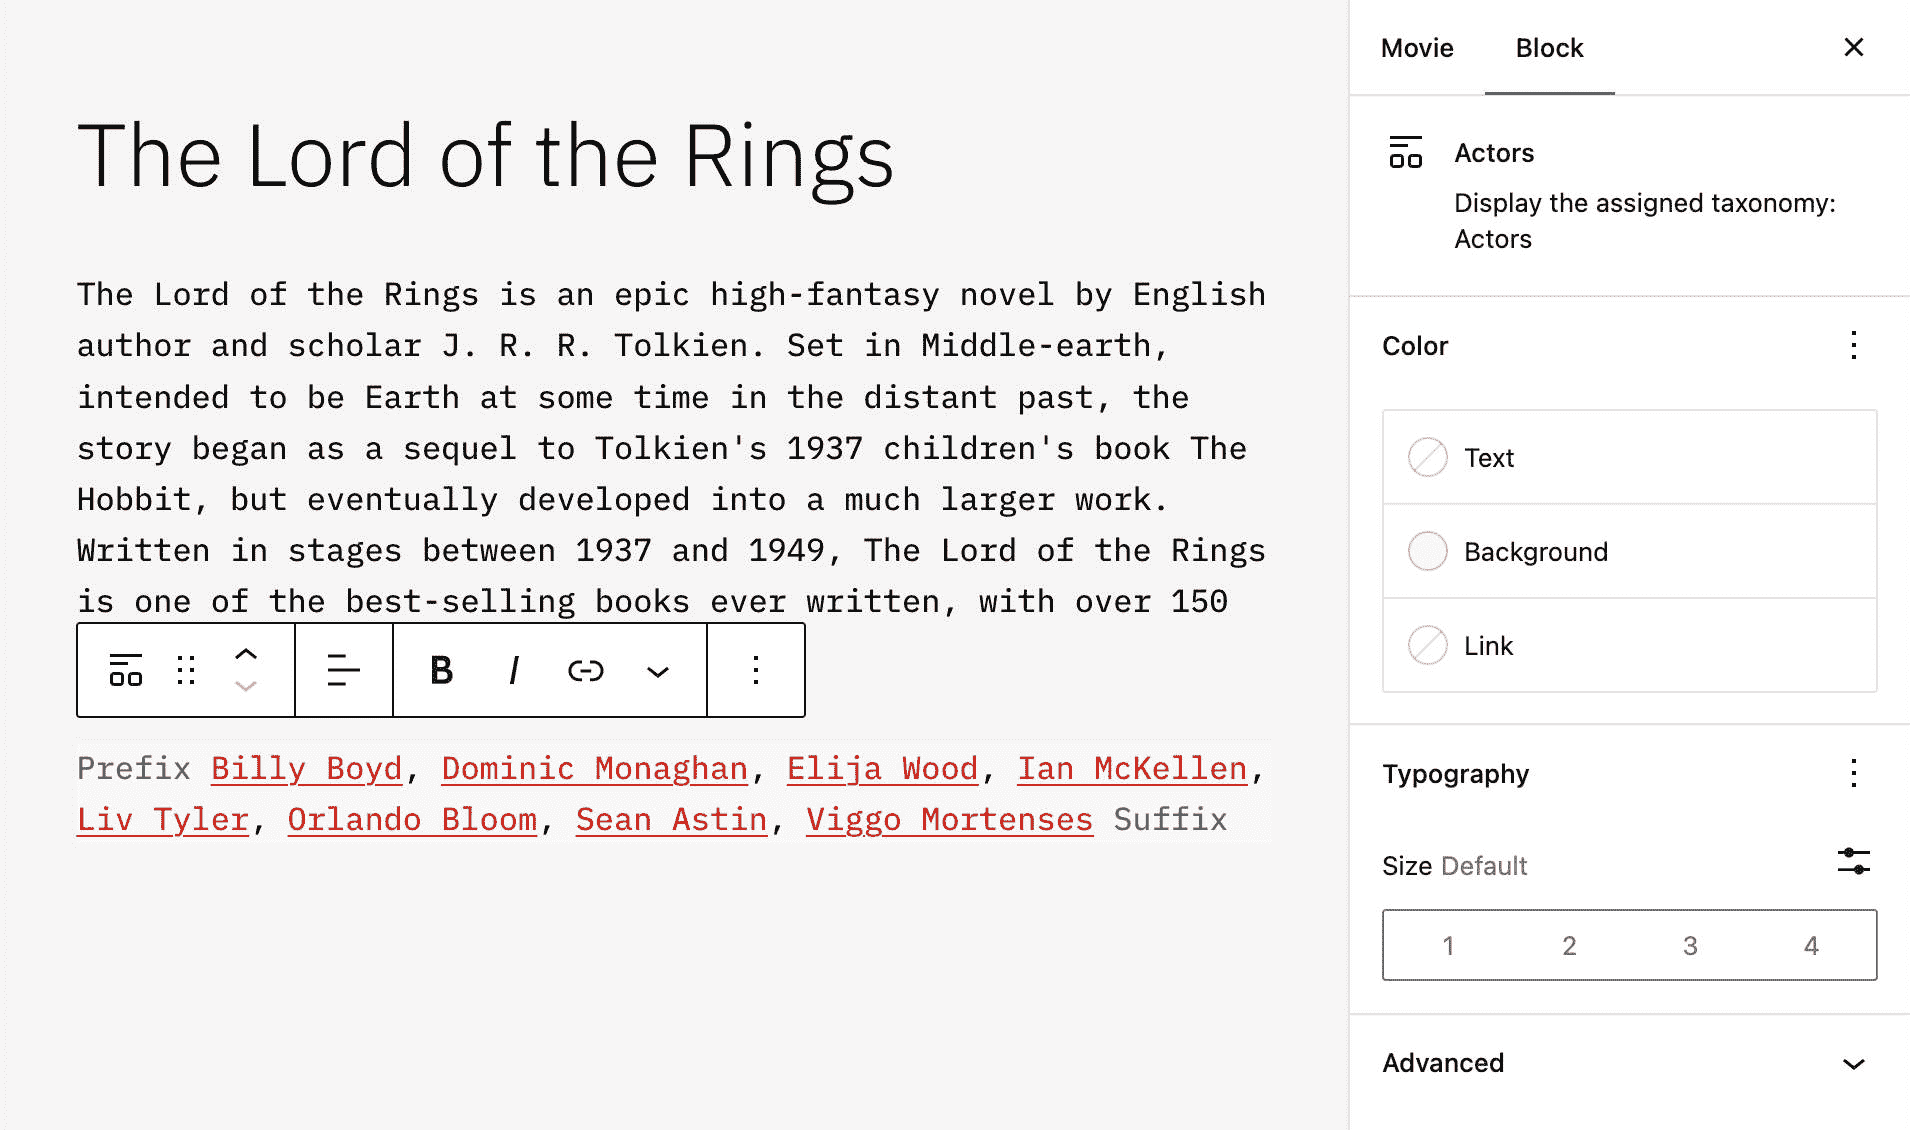 The Lord of the Rings
The Lord of the Rings is an epic high-fantasy novel by English
author and scholar J. R. R. Tolkien. Set in Middle-earth,
intended to be Earth at some time in the distant past, the
story began as a sequel to Tolkien's 1937 children's book The
Hobbit, but eventually developed into a much larger work.
Written in stages between 1937 and 1949, The Lord of the Rings
is one of the best-selling books ever written, with over 150
B I
Prefix Billy Boyd, Dominic Monaghan, Elija Wood, Ian McKellen,
Liv Tyler, Orlando Bloom, Sean Astin, Viggo Mortenses Suffix
Movie Block
Actors
Display the assigned taxonomy:
Actors
Color
Text
Background
Link
Typography
Size Default
1 2 3 4
Advanced